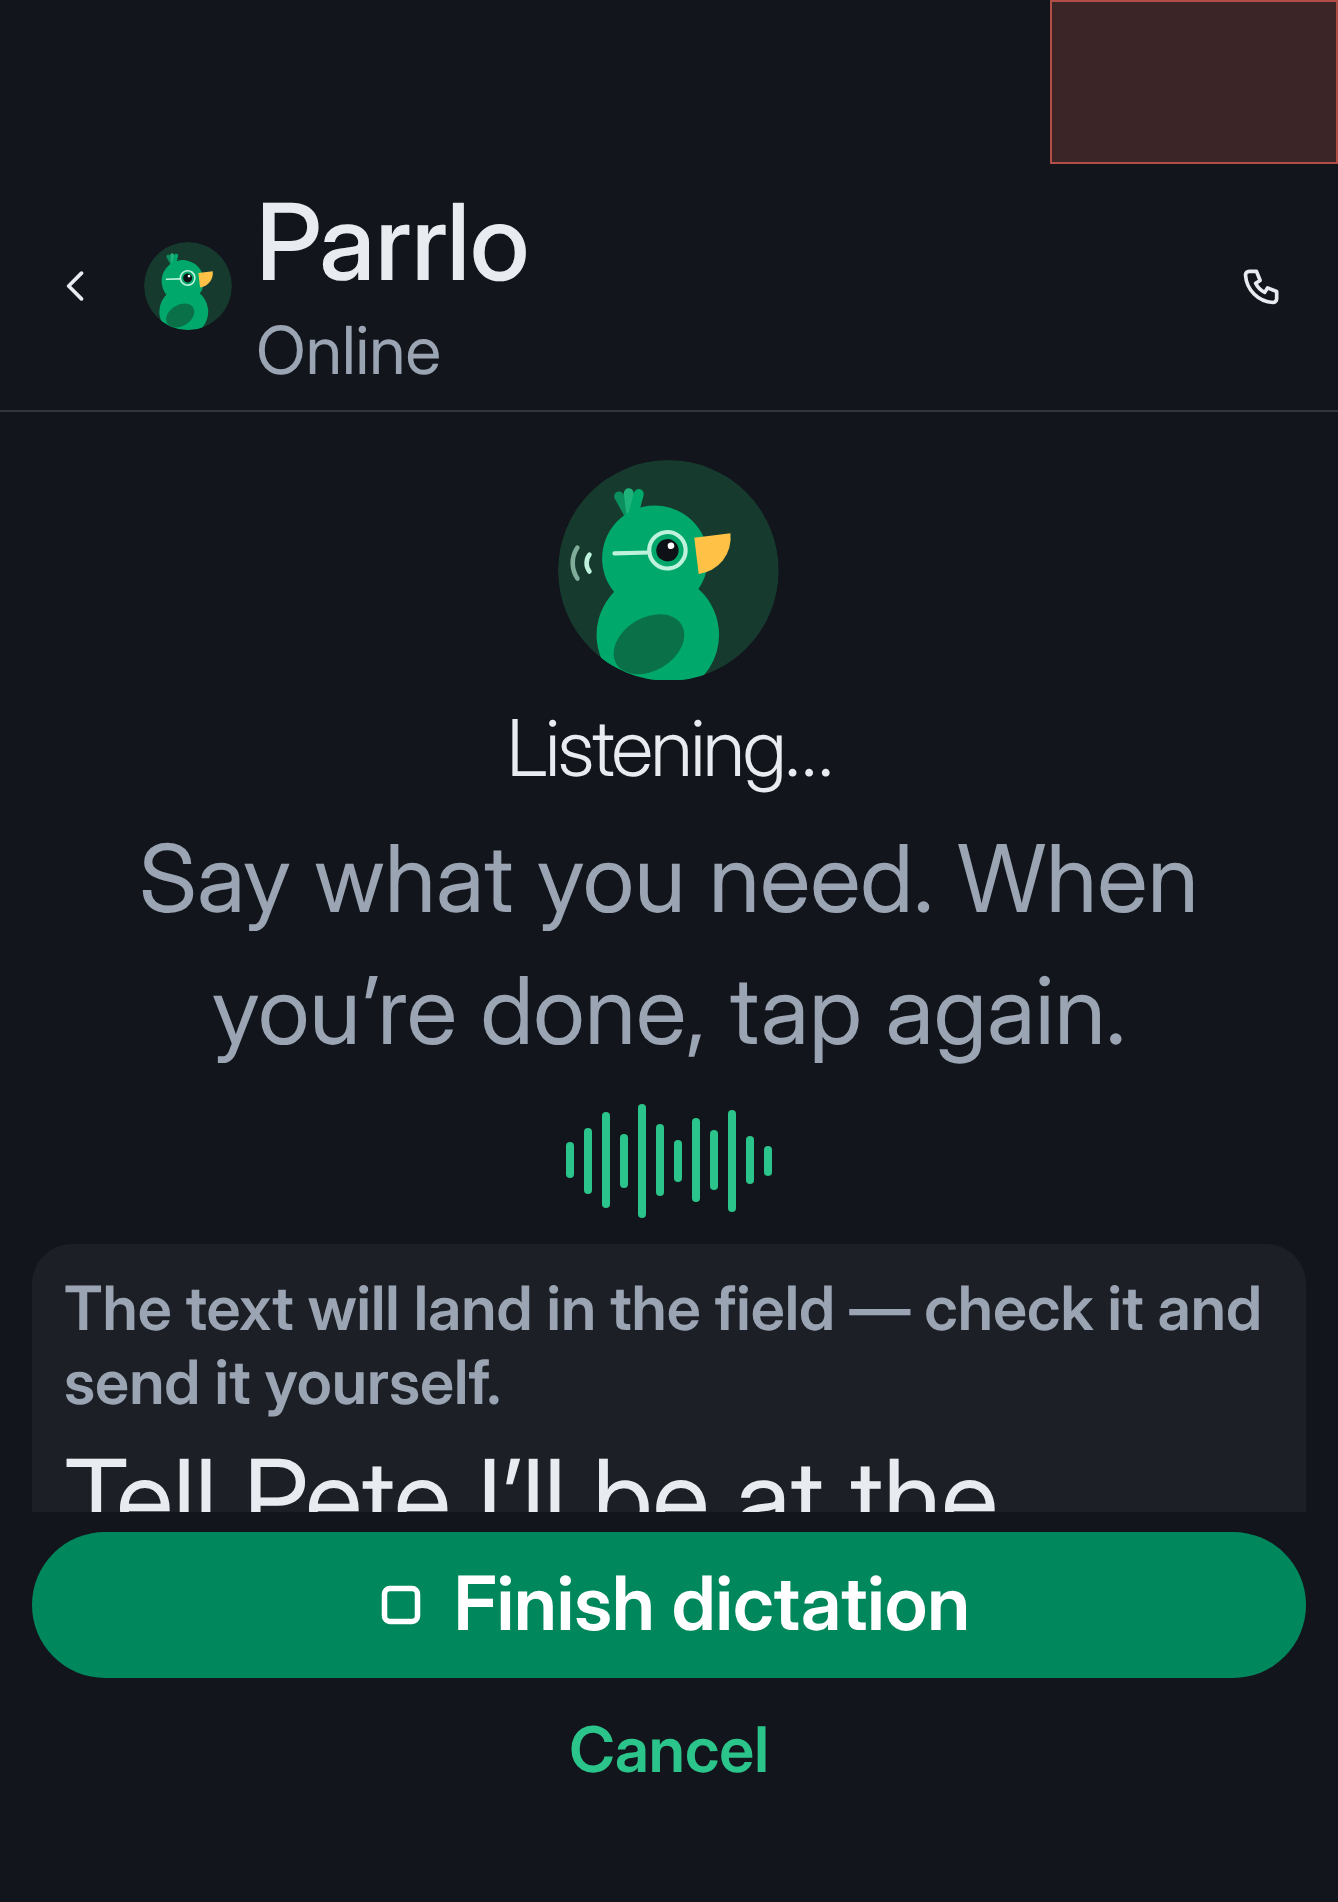 Parrlo
Online
Listening...
Say what you need. When
you’re done, tap again.
The text will land in the field — check it and
send it yourself.
Tell Pete I’ll be at the
Finish dictation
Cancel